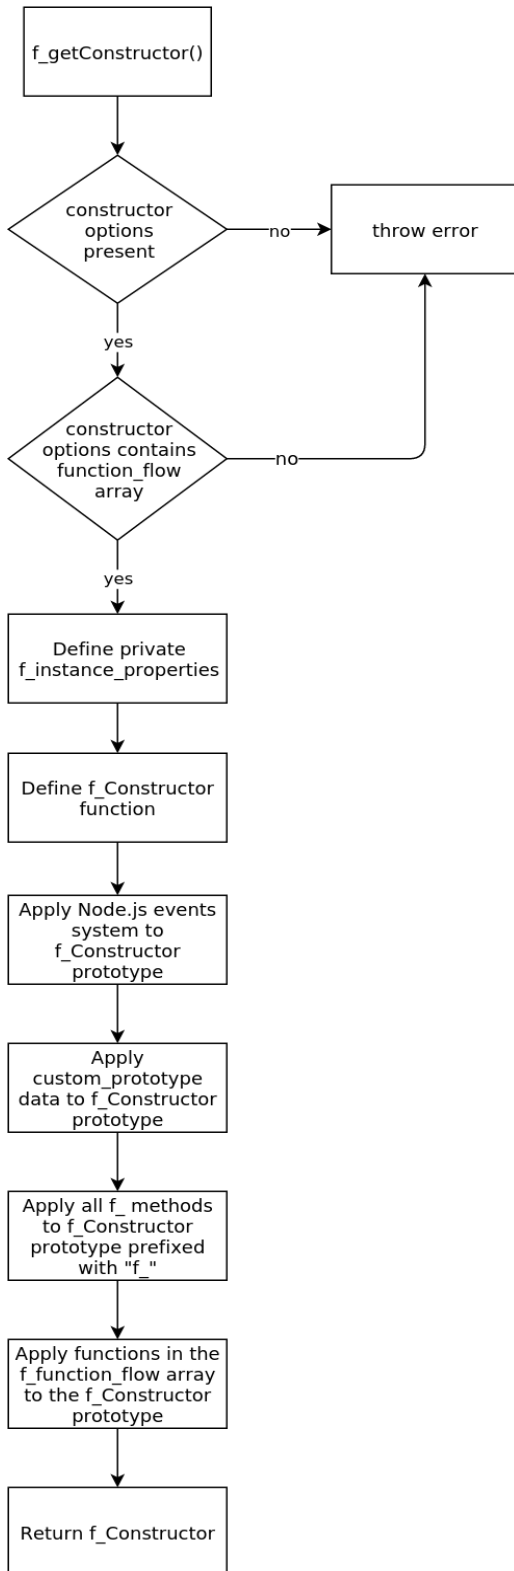 f_getConstructor()
constructor
options
present
no
throw error
yes
constructor
options contains
function_flow
array
no
yes
Define private
f_instance_properties
Define f_Constructor
function
Apply Node.js events
system to
f_Constructor
prototype
Apply
custom_prototype
data to f_Constructor
prototype
Apply all f_ methods
to f_Constructor
prototype prefixed
with "f_"
Apply functions in the
f_function_flow array
to the f_Constructor
prototype
Return f_Constructor